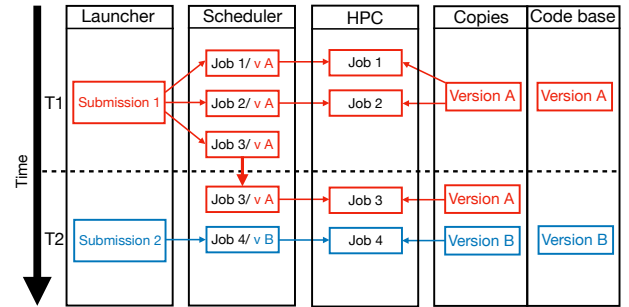 Launcher Scheduler HPC Copies Code base
Job 1/ v A Job 1
T1 Submission 1 Job 2/ v A Job 2 Version A Version A
Job 3/ v A
Time
Job 3/ v A Job 3 Version A
T2 Submission 2 Job 4/ v B Job 4 Version B Version B